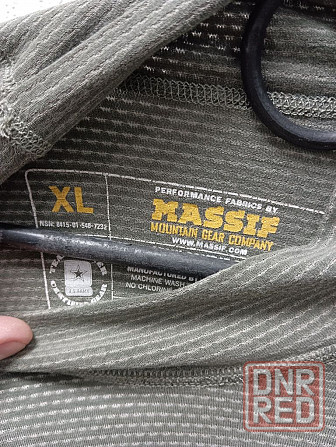 XL
NSN: 8415-01-548-7232
PERFORMANCE FABRICS BY
MASSIF
MOUNTAIN GEAR COMPANY
WWW.MASSIF.COM
U.S. ARMY
MANUFACTURED BY
MACHINE WASH
NO CHLORINE
DNR
RED